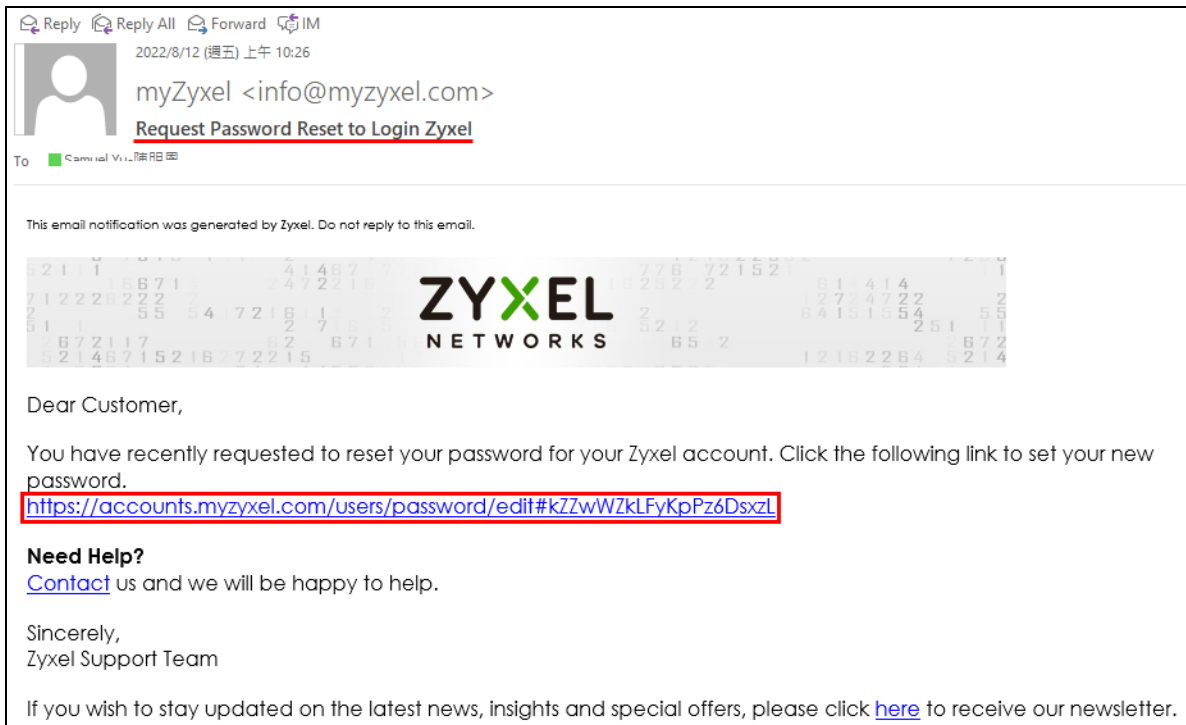 Reply Reply All Forward IM
2022/8/12 (週五) 上午 10:26
myZyxel <info@myzyxel.com>
Request Password Reset to Login Zyxel
To Samuel Yu-
This email notification was generated by Zyxel. Do not reply to this email.
ZYXEL
NETWORKS
Dear Customer,
You have recently requested to reset your password for your Zyxel account. Click the following link to set your new
password.
https://accounts.myzyxel.com/users/password/edit#kZZwWZkLFyKpPz6DsxzL
Need Help?
Contact us and we will be happy to help.
Sincerely,
Zyxel Support Team
If you wish to stay updated on the latest news, insights and special offers, please click here to receive our newsletter.